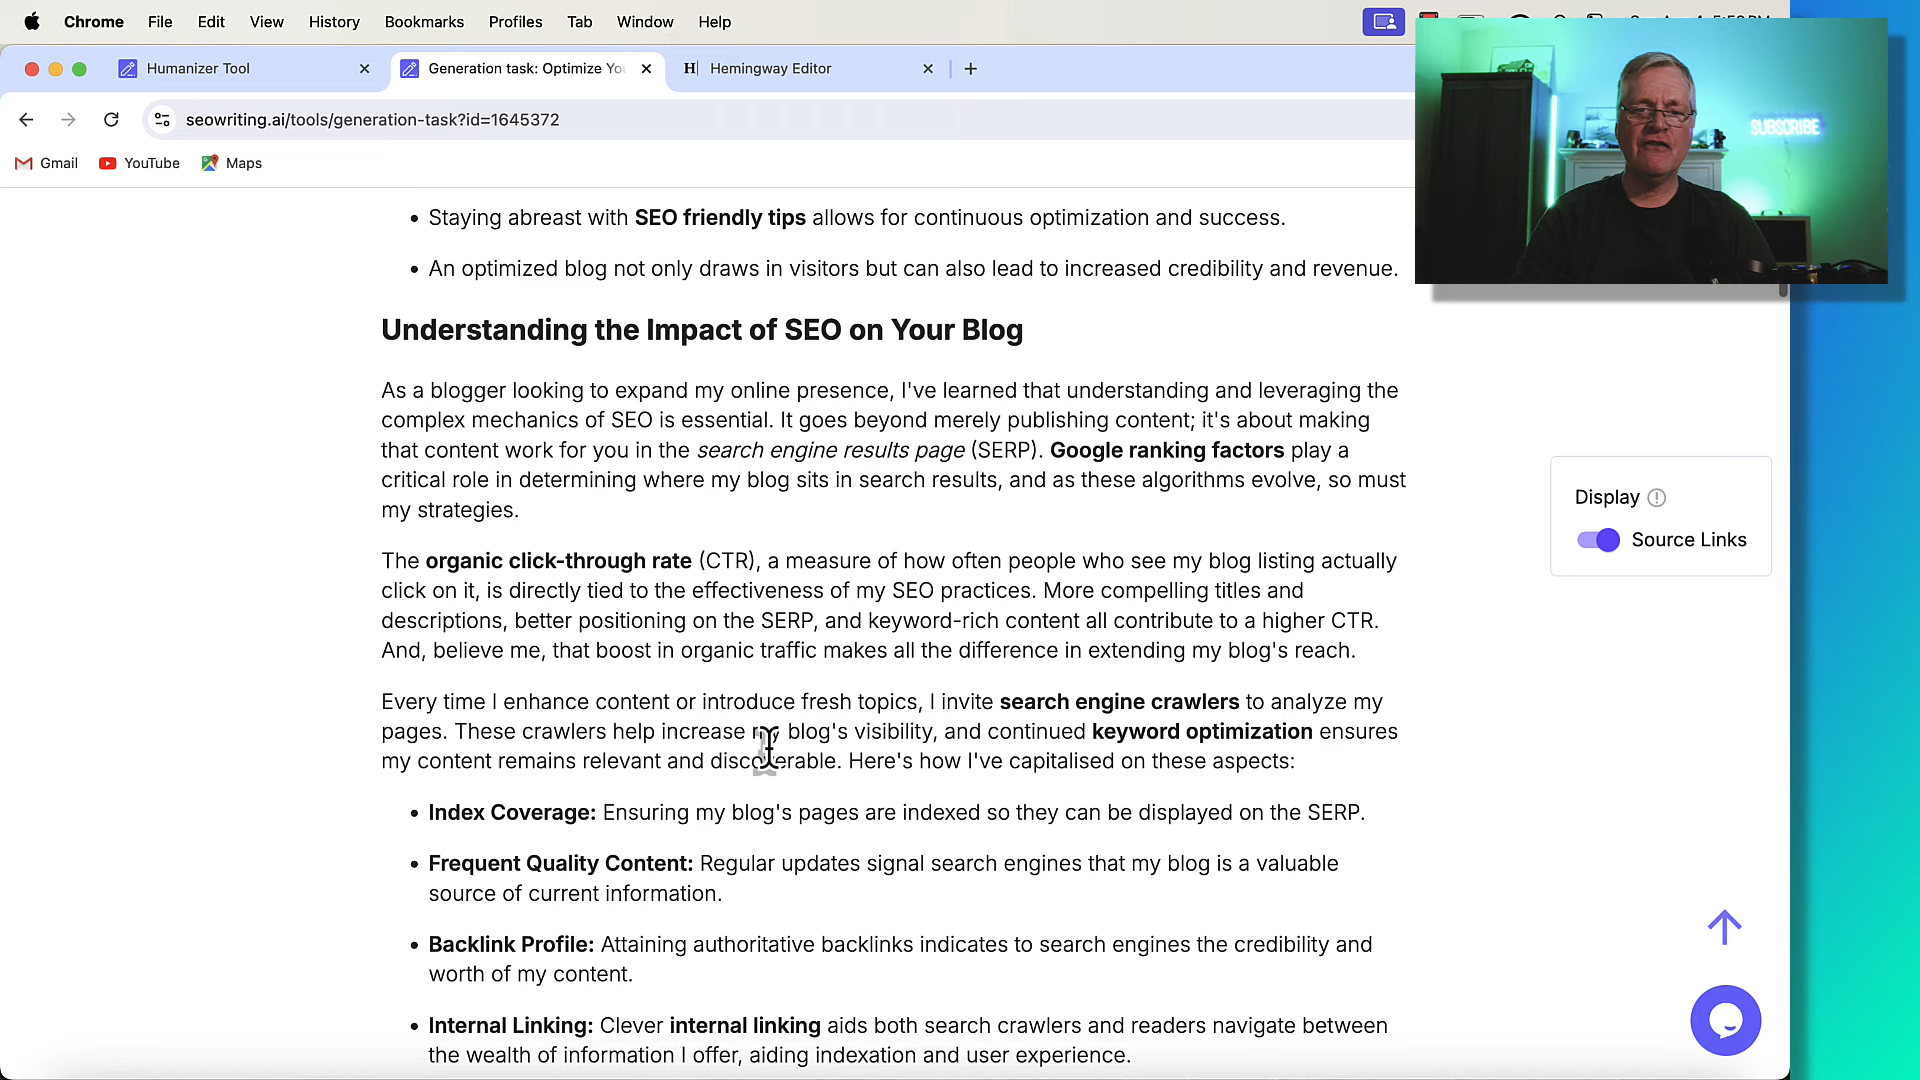 Chrome File Edit View History Bookmarks Profiles Tab Window Help
Humanizer Tool
Generation task: Optimize Yo
H Hemingway Editor
seowriting.ai/tools/generation-task?id=1645372
Gmail YouTube Maps
SUBSCRIBE
• Staying abreast with SEO friendly tips allows for continuous optimization and success.
• An optimized blog not only draws in visitors but can also lead to increased credibility and revenue.
Understanding the Impact of SEO on Your Blog
As a blogger looking to expand my online presence, I've learned that understanding and leveraging the
complex mechanics of SEO is essential. It goes beyond merely publishing content; it's about making
that content work for you in the search engine results page (SERP). Google ranking factors play a
critical role in determining where my blog sits in search results, and as these algorithms evolve, so must
my strategies.
The organic click-through rate (CTR), a measure of how often people who see my blog listing actually
click on it, is directly tied to the effectiveness of my SEO practices. More compelling titles and
descriptions, better positioning on the SERP, and keyword-rich content all contribute to a higher CTR.
And, believe me, that boost in organic traffic makes all the difference in extending my blog's reach.
Every time I enhance content or introduce fresh topics, I invite search engine crawlers to analyze my
pages. These crawlers help increase my blog's visibility, and continued keyword optimization ensures
my content remains relevant and discoverable. Here's how I've capitalised on these aspects:
• Index Coverage: Ensuring my blog's pages are indexed so they can be displayed on the SERP.
• Frequent Quality Content: Regular updates signal search engines that my blog is a valuable
source of current information.
• Backlink Profile: Attaining authoritative backlinks indicates to search engines the credibility and
worth of my content.
• Internal Linking: Clever internal linking aids both search crawlers and readers navigate between
the wealth of information I offer, aiding indexation and user experience.
Display
Source Links